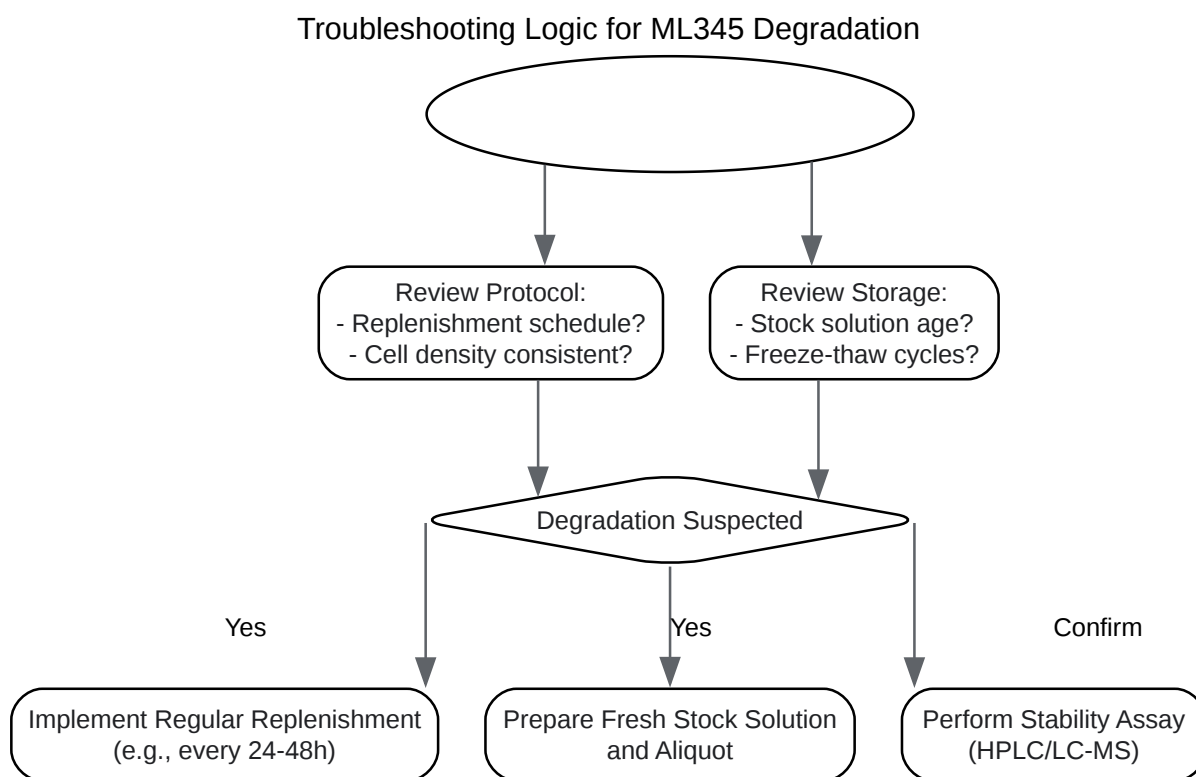 Troubleshooting Logic for ML345 Degradation
Review Protocol:
- Replenishment schedule?
- Cell density consistent?
Review Storage:
- Stock solution age?
- Freeze-thaw cycles?
Degradation Suspected
Yes
Yes
Confirm
Implement Regular Replenishment
(e.g., every 24-48h)
Prepare Fresh Stock Solution
and Aliquot
Perform Stability Assay
(HPLC/LC-MS)